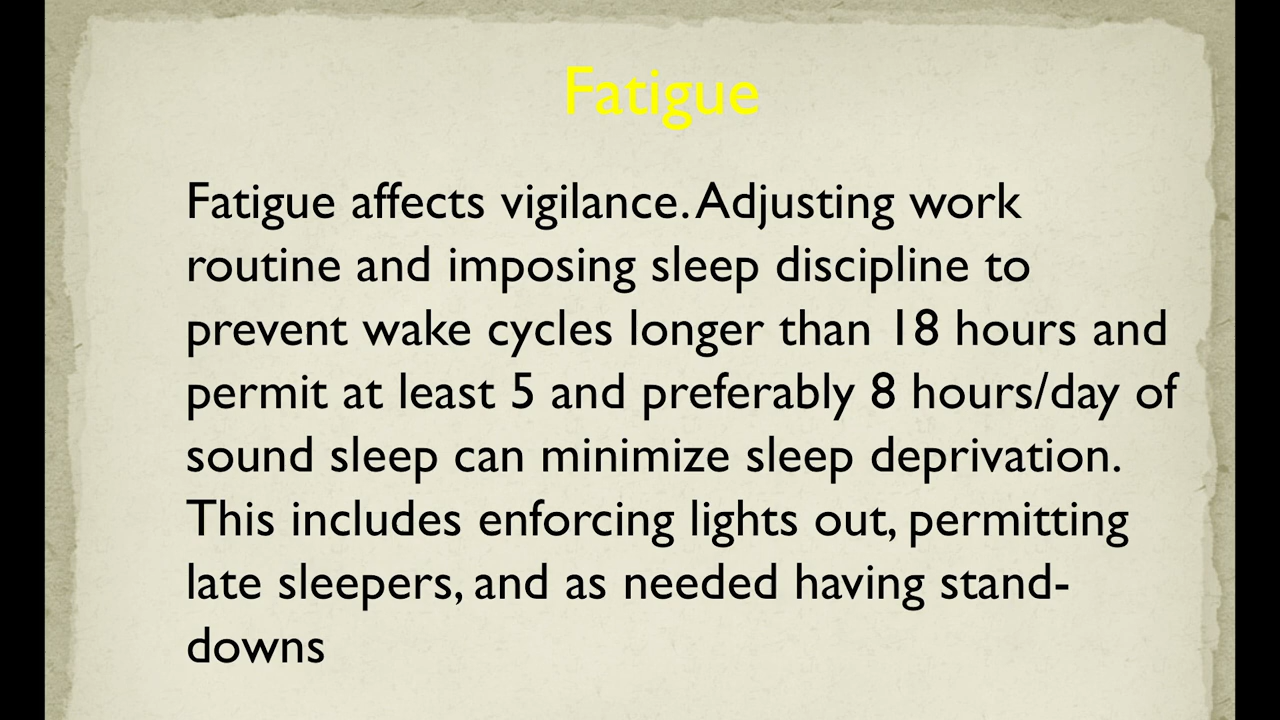 Fatigue
Fatigue affects vigilance. Adjusting work
routine and imposing sleep discipline to
prevent wake cycles longer than 18 hours and
permit at least 5 and preferably 8 hours/day of
sound sleep can minimize sleep deprivation.
This includes enforcing lights out, permitting
late sleepers, and as needed having stand-
downs